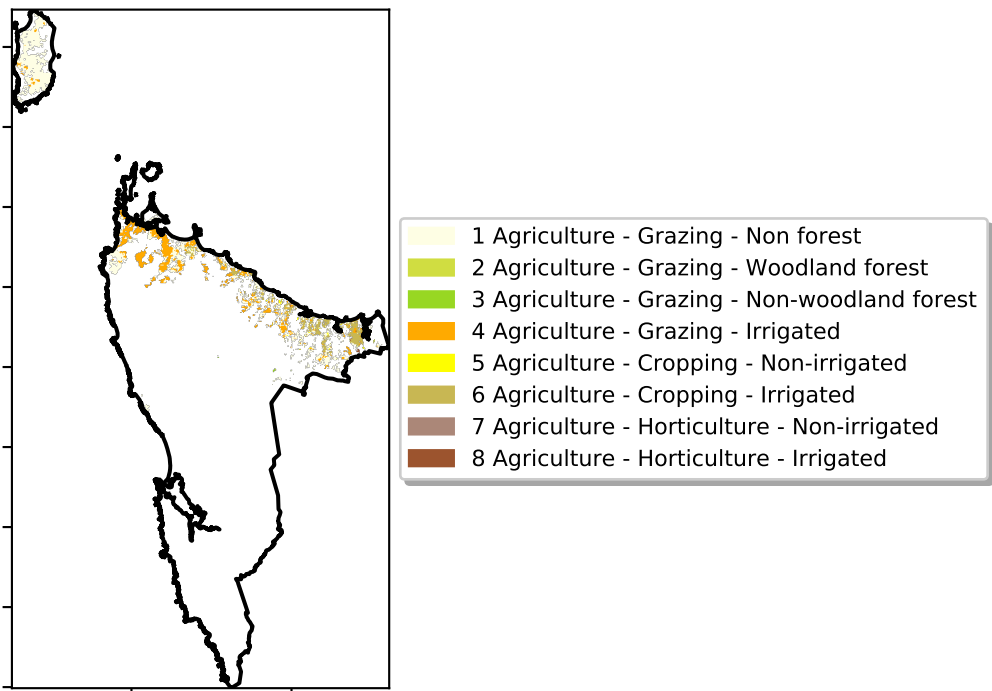 1 Agriculture - Grazing - Non forest
2 Agriculture - Grazing - Woodland forest
3 Agriculture - Grazing - Non-woodland forest
4 Agriculture - Grazing - Irrigated
5 Agriculture - Cropping - Non-irrigated
6 Agriculture - Cropping - Irrigated
7 Agriculture - Horticulture - Non-irrigated
8 Agriculture - Horticulture - Irrigated